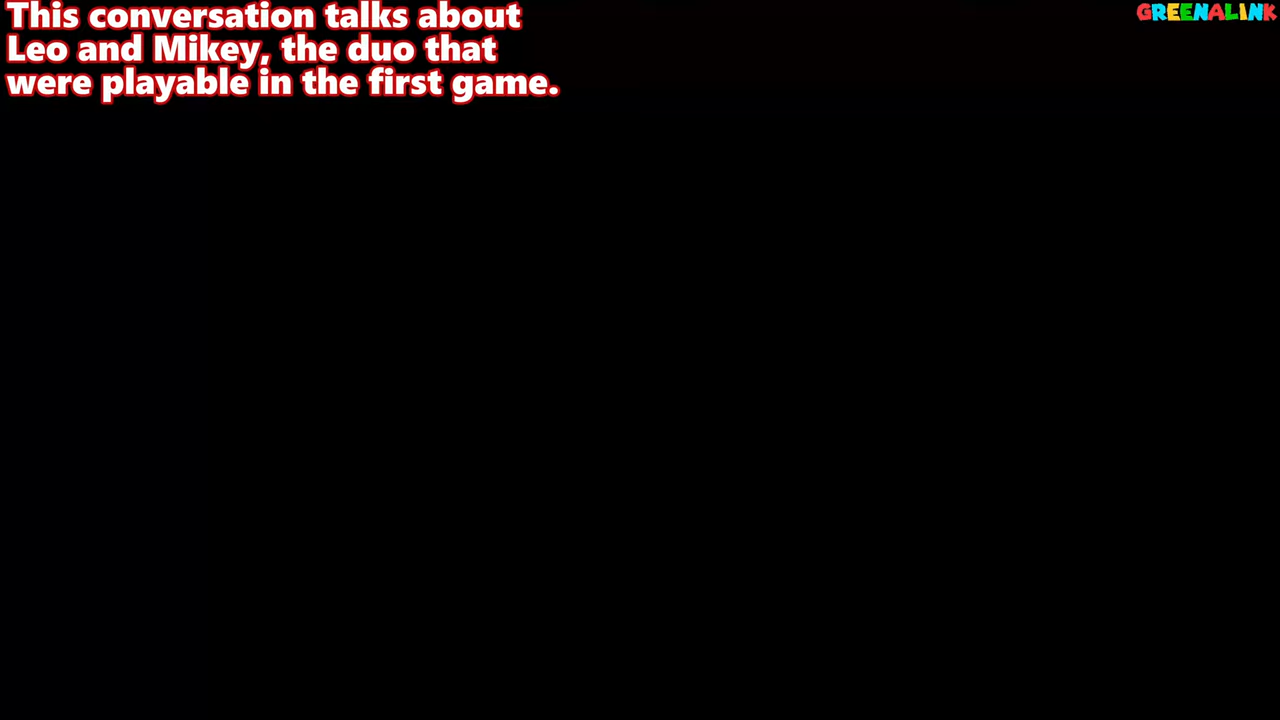 This conversation talks about
Leo and Mikey, the duo that
were playable in the first game.
GREENALINK